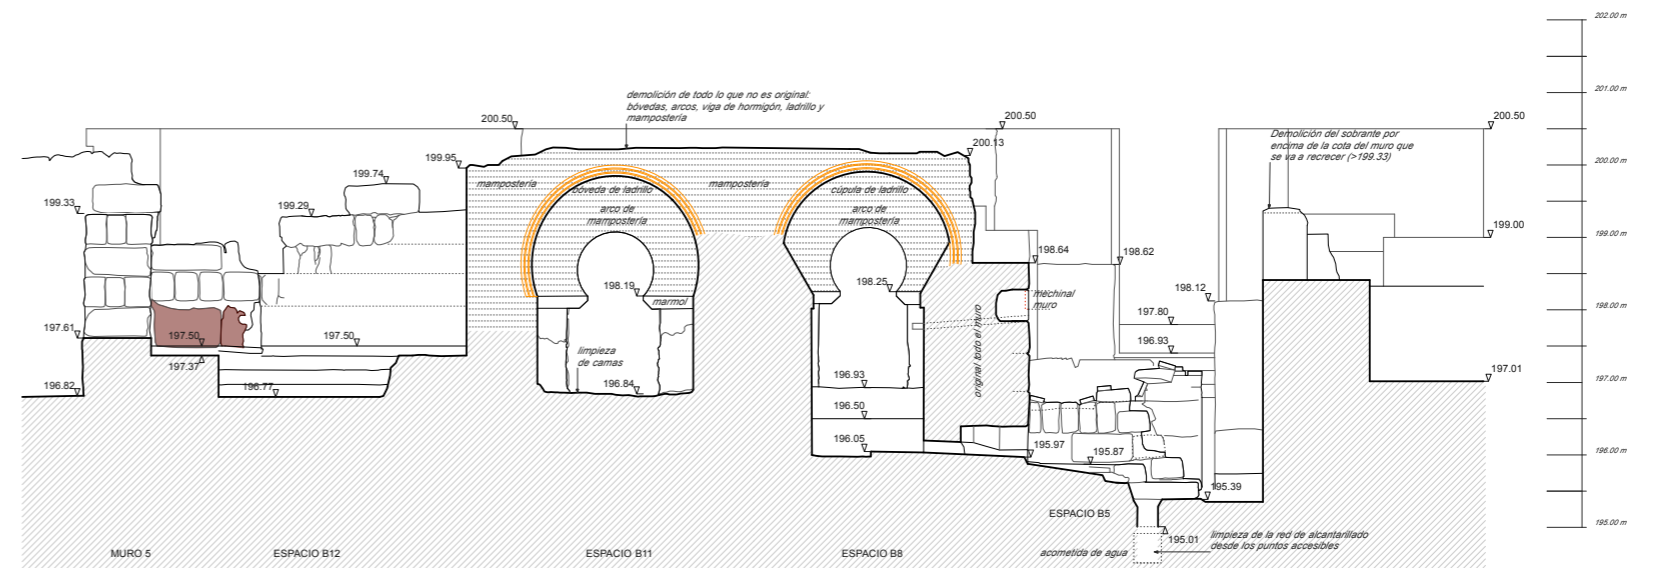 202.00 m
201.00 m
demolición de todo lo que no es original:
bóvedas, arcos, viga de hormigón, ladrillo y
mampostería
200.50
200.50
200.50
Demolición del sobrante por
encima de la cota del muro que
se va a recrecer (>199.33)
200.13
199.95
200.00 m
199.74
mampostería
bóveda de ladrillo
mampostería
cúpula de ladrillo
199.33
199.29
arco de
mampostería
arco de
mampostería
199.00
199.00 m
198.64
198.62
198.19
198.25
marmol
mechinal
muro
198.12
198.00 m
197.80
197.61
197.50
197.50
original todo el muro
limpieza
de camas
196.93
197.37
197.01
197.00 m
196.82
196.77
196.84
196.93
196.50
196.05
195.97
195.87
196.00 m
195.39
ESPACIO B5
195.00 m
195.01
limpieza de la red de alcantarillado
desde los puntos accesibles
acometida de agua
MURO 5
ESPACIO B12
ESPACIO B11
ESPACIO B8